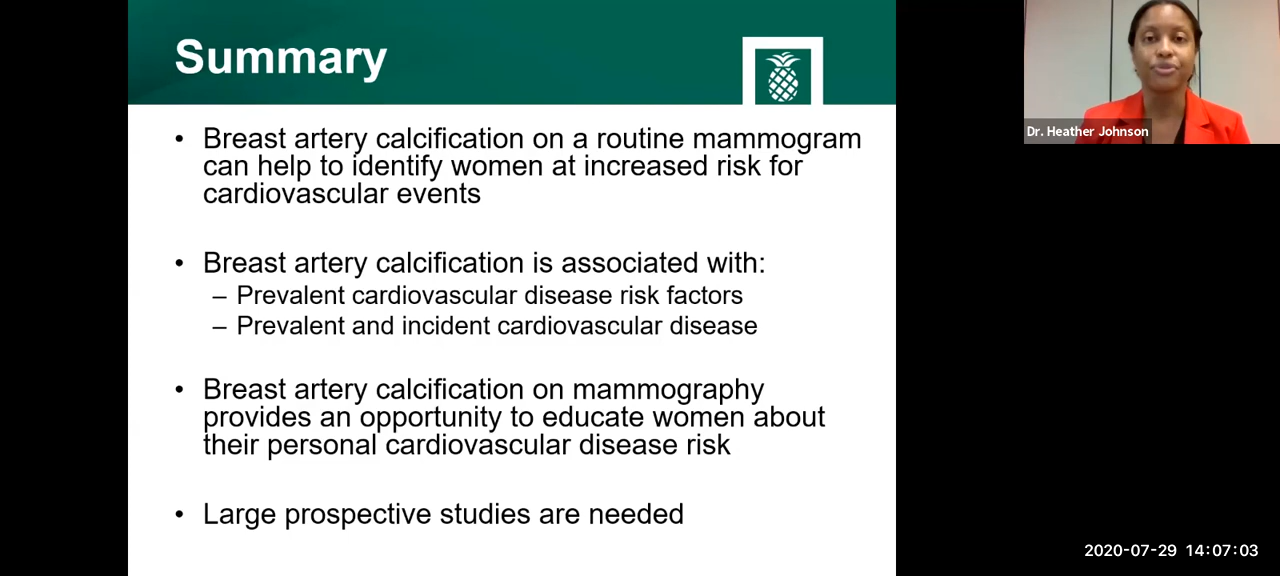 Summary
• Breast artery calcification on a routine mammogram
can help to identify women at increased risk for
cardiovascular events
• Breast artery calcification is associated with:
– Prevalent cardiovascular disease risk factors
– Prevalent and incident cardiovascular disease
• Breast artery calcification on mammography
provides an opportunity to educate women about
their personal cardiovascular disease risk
• Large prospective studies are needed
Dr. Heather Johnson
2020-07-29 14:07:03